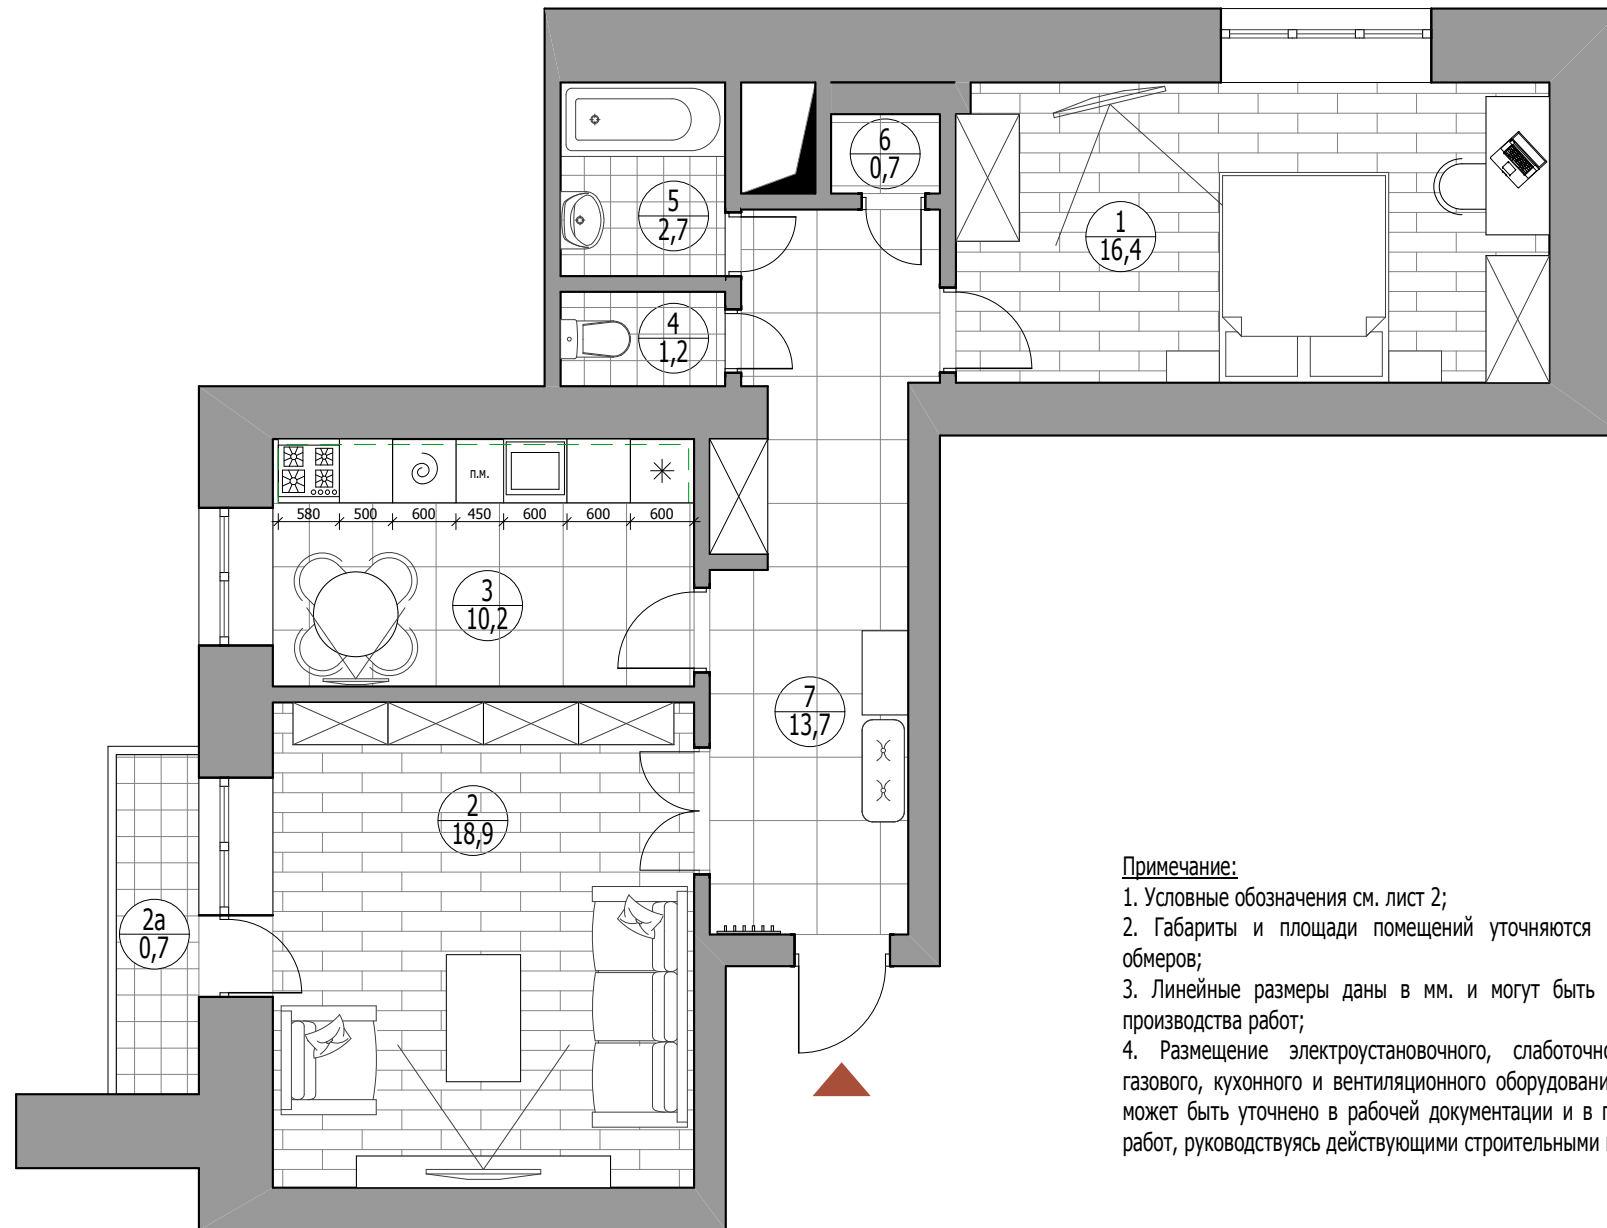 6
0,7
5
2,7
1
16,4
4
1,2
п.м.
580 500 600 450 600 600 600
3
10,2
7
13,7
2
18,9
2а
0,7
Примечание:
1. Условные обозначения см. лист 2;
2. Габариты и площади помещений уточняются
обмеров;
3. Линейные размеры даны в мм. и могут быть
производства работ;
4. Размещение электроустановочного, слаботочно
газового, кухонного и вентиляционного оборудовани
может быть уточнено в рабочей документации и в п
работ, руководствуясь действующими строительными